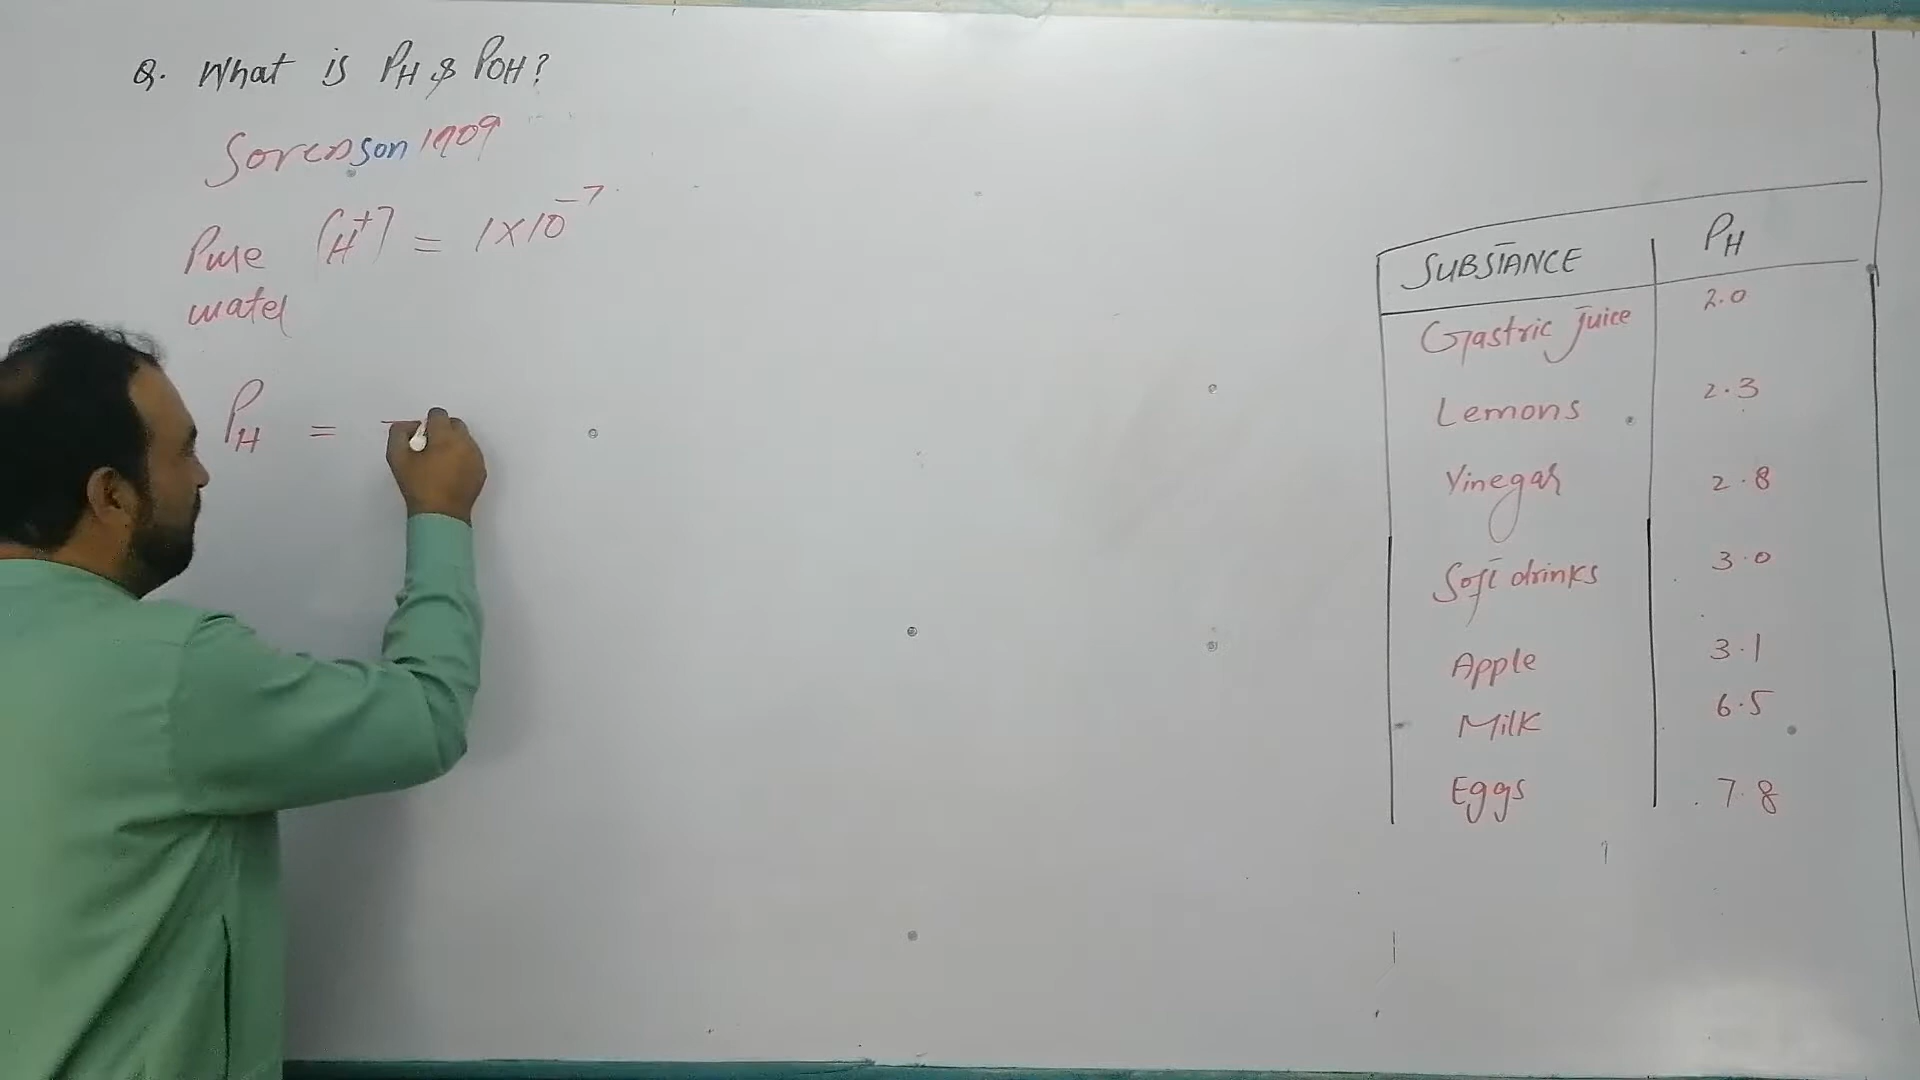 Q. What is PH & POH?
Sorenson 1909
Pure [H+] = 1×10⁻⁷
water
PH = −
SUBSTANCE PH
Gastric juice 2.0
Lemons 2.3
Vinegar 2.8
Soft drinks 3.0
Apple 3.1
Milk 6.5
Eggs 7.8